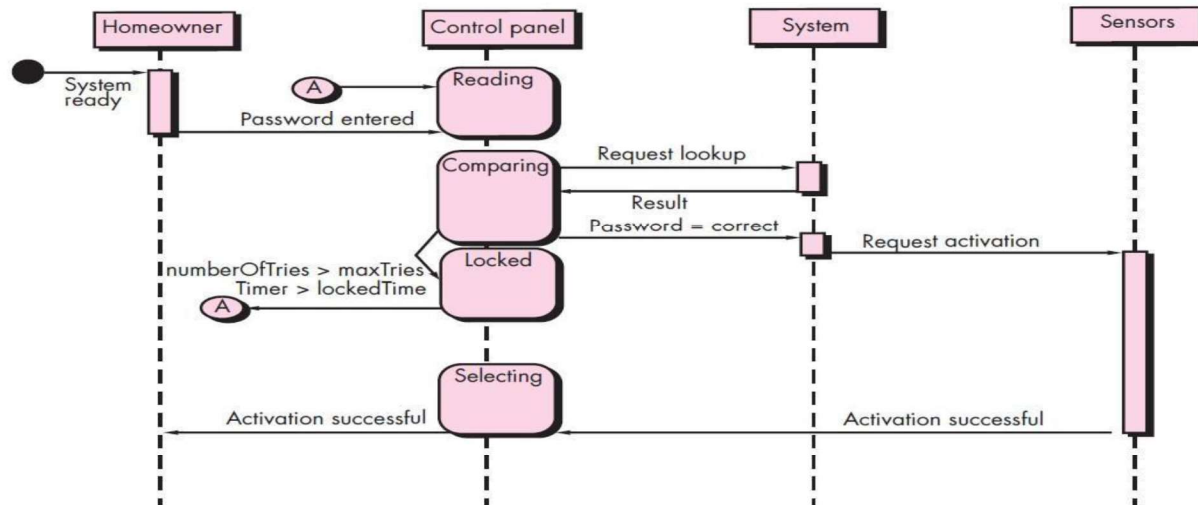 Homeowner
Control panel
System
Sensors
System
ready
A
Reading
Password entered
Comparing
Request lookup
Result
Password = correct
Request activation
Locked
numberOfTries > maxTries
Timer > lockedTime
A
Selecting
Activation successful
Activation successful